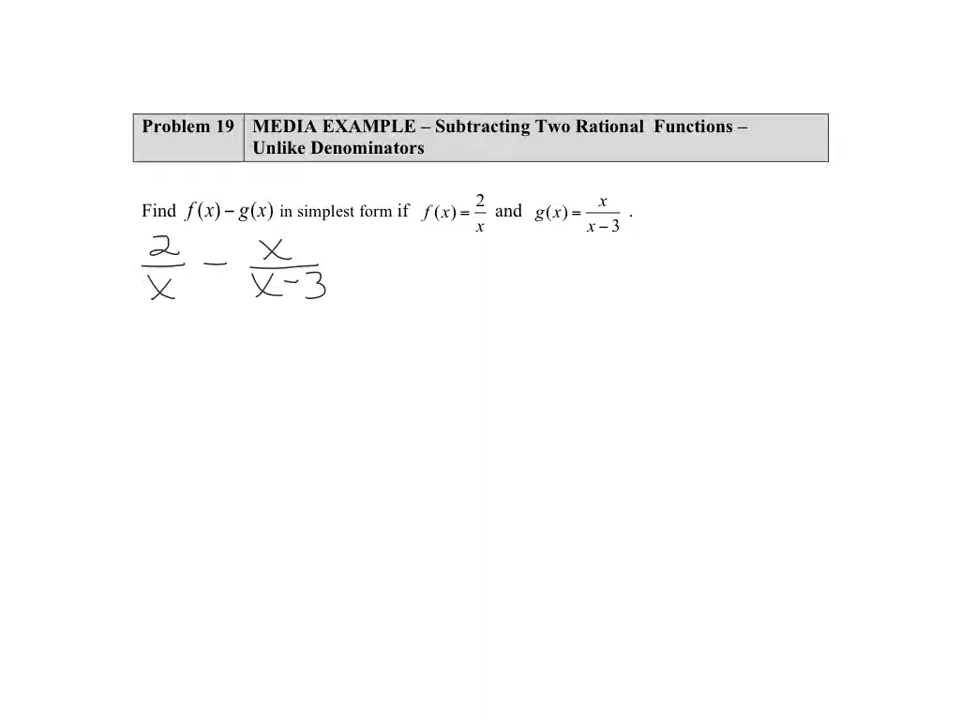 Problem 19 MEDIA EXAMPLE – Subtracting Two Rational Functions –
Unlike Denominators
Find f(x) – g(x) in simplest form if f(x) = 2/x and g(x) = x/(x – 3) .
2/x – x/(x – 3)